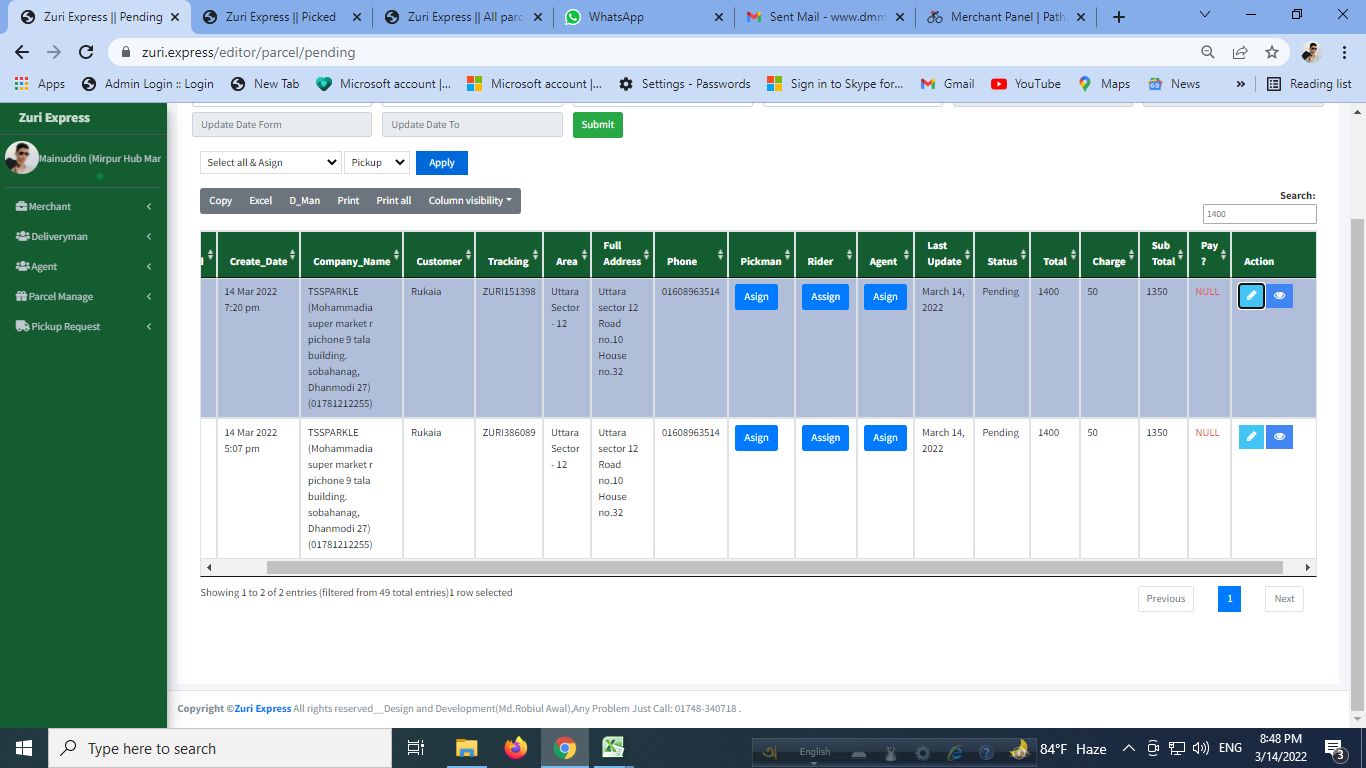 Zuri Express || Pending
Zuri Express || Picked
Zuri Express || All parc
WhatsApp
Sent Mail - www.dmm
Merchant Panel | Path
zuri.express/editor/parcel/pending
Apps
Admin Login :: Login
New Tab
Microsoft account |...
Microsoft account |...
Settings - Passwords
Sign in to Skype for...
Gmail
YouTube
Maps
News
»
Reading list
Zuri Express
Mainuddin (Mirpur Hub Mar
Merchant
Deliveryman
Agent
Parcel Manage
Pickup Request
Update Date Form
Update Date To
Submit
Select all & Asign
Pickup
Apply
Copy Excel D_Man Print Print all Column visibility
Search:
1400
Create_Date Company_Name Customer Tracking Area Full Address Phone Pickman Rider Agent Last Update Status Total Charge Sub Total Pay ? Action
14 Mar 2022 TSSPARKLE Rukaia ZURI151398 Uttara Uttara 01608963514 Asign Assign Asign March 14, Pending 1400 50 1350 NULL
7:20 pm (Mohammadia Sector sector 12 2022
super market r - 12 Road
pichone 9 tala no.10
building. House
sobahanag, no.32
Dhanmodi 27)
(01781212255)
14 Mar 2022 TSSPARKLE Rukaia ZURI386089 Uttara Uttara 01608963514 Asign Assign Asign March 14, Pending 1400 50 1350 NULL
5:07 pm (Mohammadia Sector sector 12 2022
super market r - 12 Road
pichone 9 tala no.10
building. House
sobahanag, no.32
Dhanmodi 27)
(01781212255)
Showing 1 to 2 of 2 entries (filtered from 49 total entries)1 row selected
Previous 1 Next
Copyright ©Zuri Express All rights reserved__Design and Development(Md.Robiul Awal),Any Problem Just Call: 01748-340718 .
Type here to search
অ
English
84°F Haze
ENG
8:48 PM
3/14/2022
3